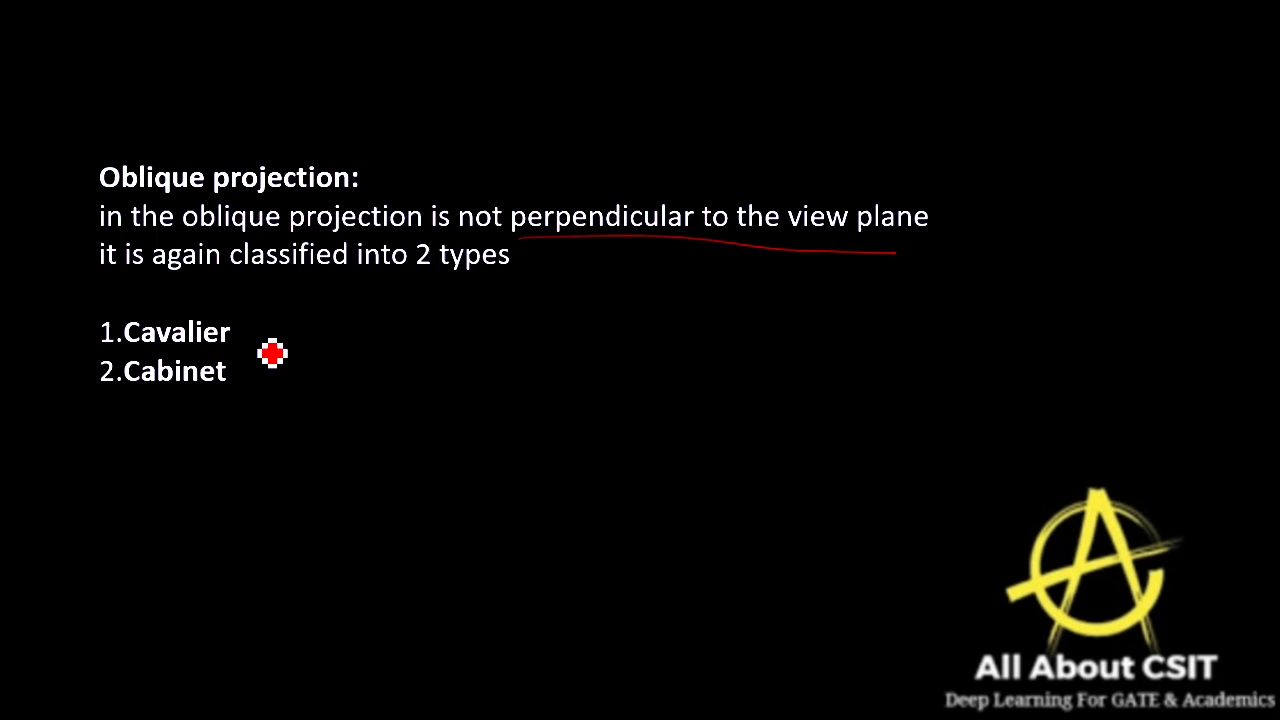 Oblique projection:
in the oblique projection is not perpendicular to the view plane
it is again classified into 2 types
1.Cavalier
2.Cabinet
All About CSIT
Deep Learning For GATE & Academics